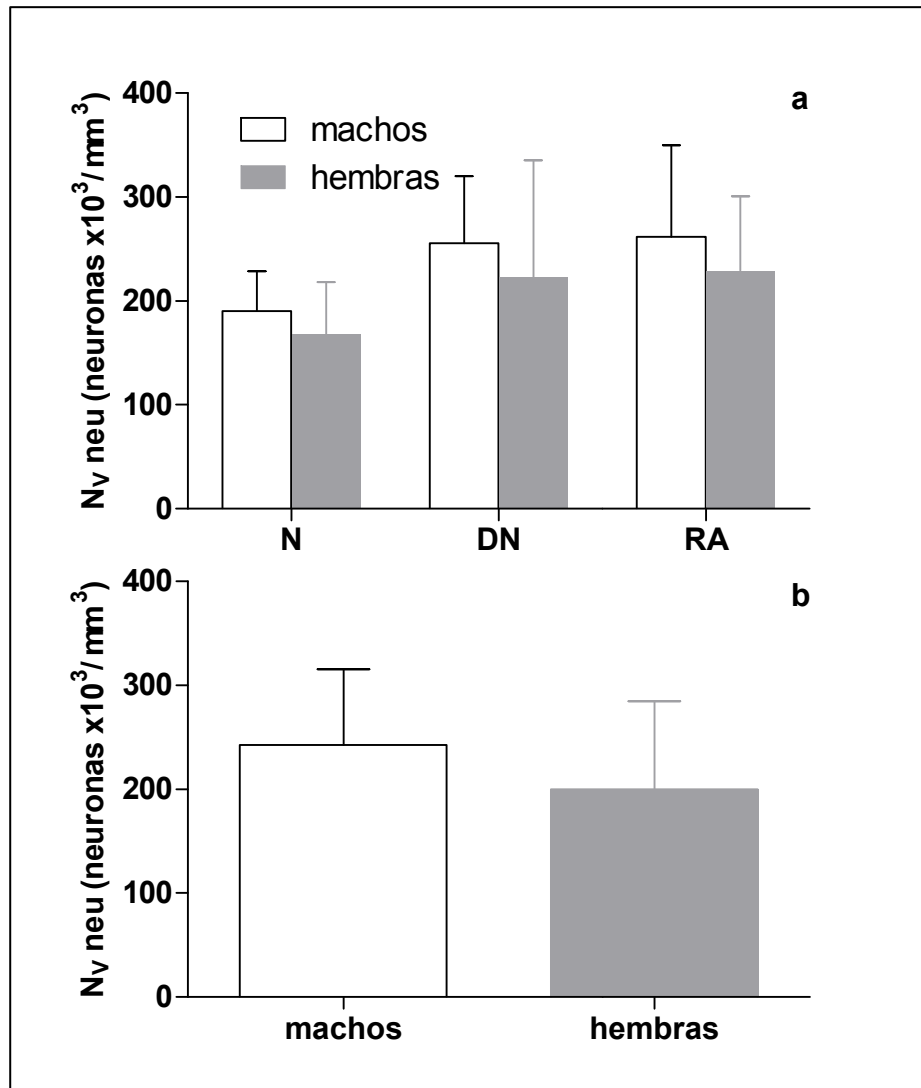 a
machos
hembras
N_V neu (neuronas x10^3/mm^3)
400
300
200
100
0
N DN RA
b
N_V neu (neuronas x10^3/mm^3)
400
300
200
100
0
machos hembras